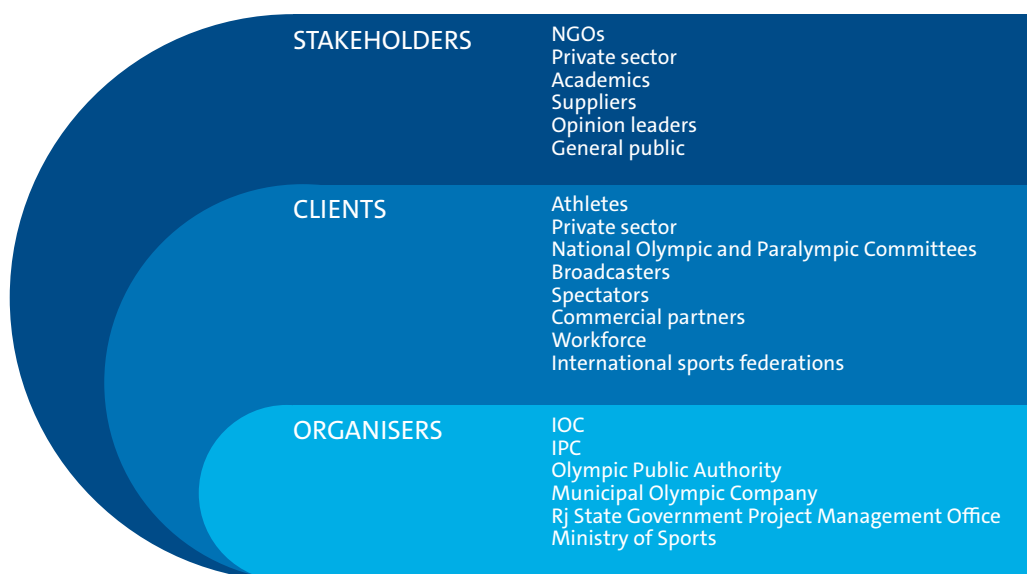 STAKEHOLDERS
NGOs
Private sector
Academics
Suppliers
Opinion leaders
General public
CLIENTS
Athletes
Private sector
National Olympic and Paralympic Committees
Broadcasters
Spectators
Commercial partners
Workforce
International sports federations
ORGANISERS
IOC
IPC
Olympic Public Authority
Municipal Olympic Company
Rj State Government Project Management Office
Ministry of Sports